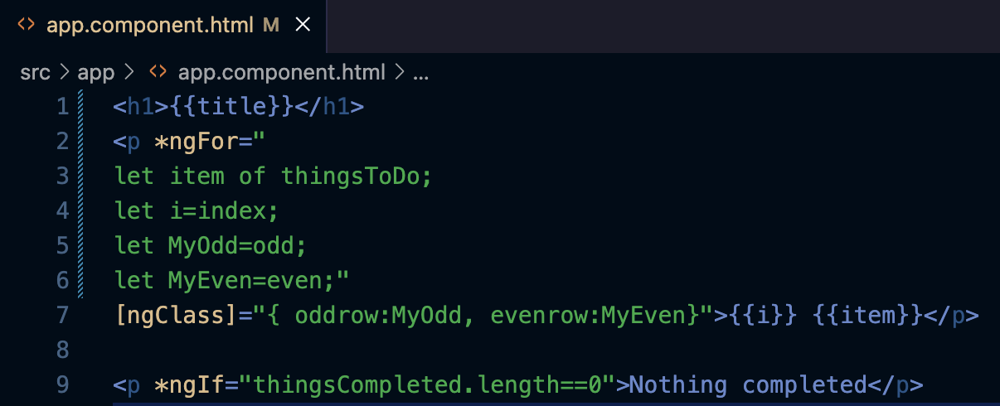 <> app.component.html M ×
src > app > <> app.component.html > ...
1 <h1>{{title}}</h1>
2 <p *ngFor="
3 let item of thingsToDo;
4 let i=index;
5 let MyOdd=odd;
6 let MyEven=even;"
7 [ngClass]="{ oddrow:MyOdd, evenrow:MyEven}">{{i}} {{item}}</p>
8
9 <p *ngIf="thingsCompleted.length==0">Nothing completed</p>